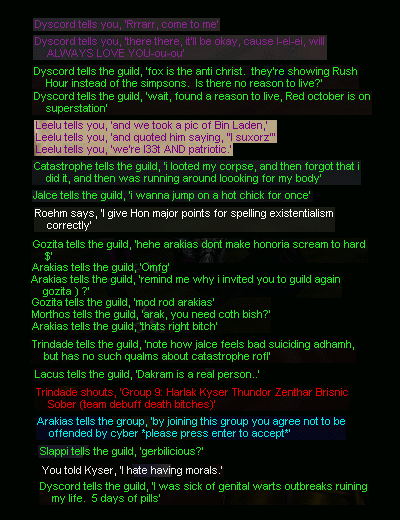 Dyscord tells you, 'Rrrarr, come to me'
Dyscord tells you, 'there there, it'll be okay, cause I-ei-ei, will
ALWAYS LOVE YOU-ou-ou'
Dyscord tells the guild, 'fox is the anti christ.  they're showing Rush
Hour instead of the simpsons.  Is there no reason to live?'
Dyscord tells the guild, 'wait, found a reason to live, Red october is on
superstation'
Leelu tells you, 'and we took a pic of Bin Laden,'
Leelu tells you, 'and quoted him saying, "I suxorz"'
Leelu tells you, 'we're l33t AND patriotic.'
Catastrophe tells the guild, 'I looted my corpse, and then forgot that i
did it, and then was running around loooking for my body'
Jalce tells the guild, 'i wanna jump on a hot chick for once'
Roehm says, 'I give Hon major points for spelling existentialism
correctly'
Gozita tells the guild, 'hehe arakias dont make honoria scream to hard
$'
Arakias tells the guild, 'Omfg'
Arakias tells the guild, 'remind me why i invited you to guild again
gozita ) ?'
Gozita tells the guild, 'mod rod arakias'
Morthos tells the guild, 'arak, you need coth bish?'
Arakias tells the guild, 'thats right bitch'
Trindade tells the guild, 'note how jalce feels bad suiciding adhamh,
but has no such qualms about catastrophe rofl'
Lacus tells the guild, 'Dakram is a real person..'
Trindade shouts, 'Group 9: Harlak Kyser Thundor Zenthar Brisnic
Sober (team debuff death bitches)'
Arakias tells the group, 'by joining this group you agree not to be
offended by cyber *please press enter to accept*'
Slappi tells the guild, 'gerbilicious?'
You told Kyser, 'I hate having morals.'
Dyscord tells the guild, 'I was sick of genital warts outbreaks ruining
my life.  5 days of pills'